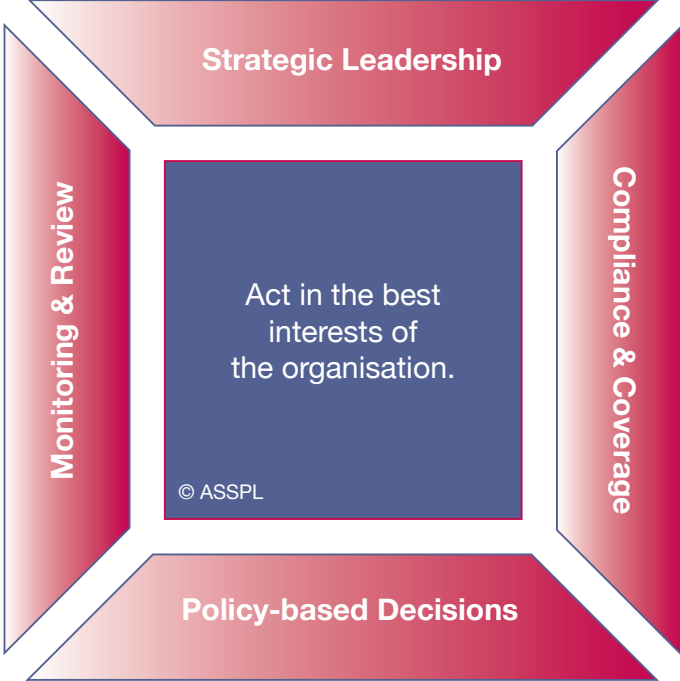 Strategic Leadership
Monitoring & Review
Act in the best
interests of
the organisation.
© ASSPL
Compliance & Coverage
Policy-based Decisions